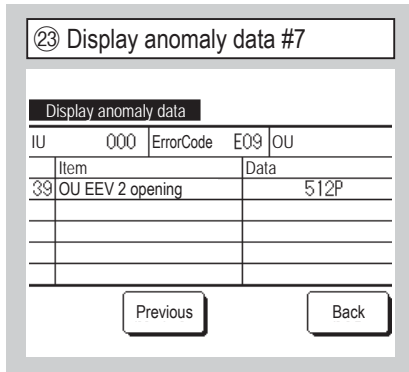 ㉓ Display anomaly data #7
Display anomaly data
IU 000 ErrorCode E09 OU
Item Data
39 OU EEV 2 opening 512P
Previous Back